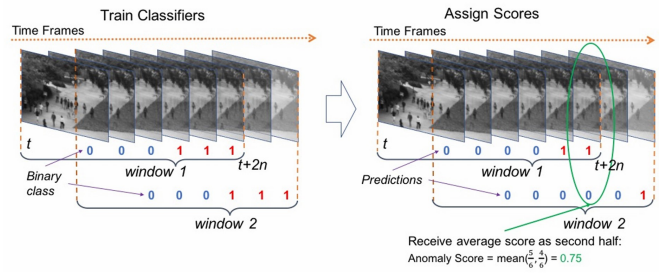 Train Classifiers
Time Frames
t
0 0 0 1 1 1
t+2n
Binary
class
window 1
0 0 0 1 1 1
window 2
Assign Scores
Time Frames
t
0 0 0 0 1 1
t+2n
Predictions
window 1
0 0 0 0 0 1
window 2
Receive average score as second half:
Anomaly Score = mean(5/6, 4/6) = 0.75